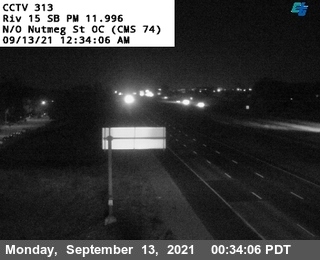 CCTV 313
Riv 15 SB PM 11.996
N/O Nutmeg St OC (CMS 74)
09/13/21 12:34:06 AM
Monday, September 13, 2021 00:34:06 PDT